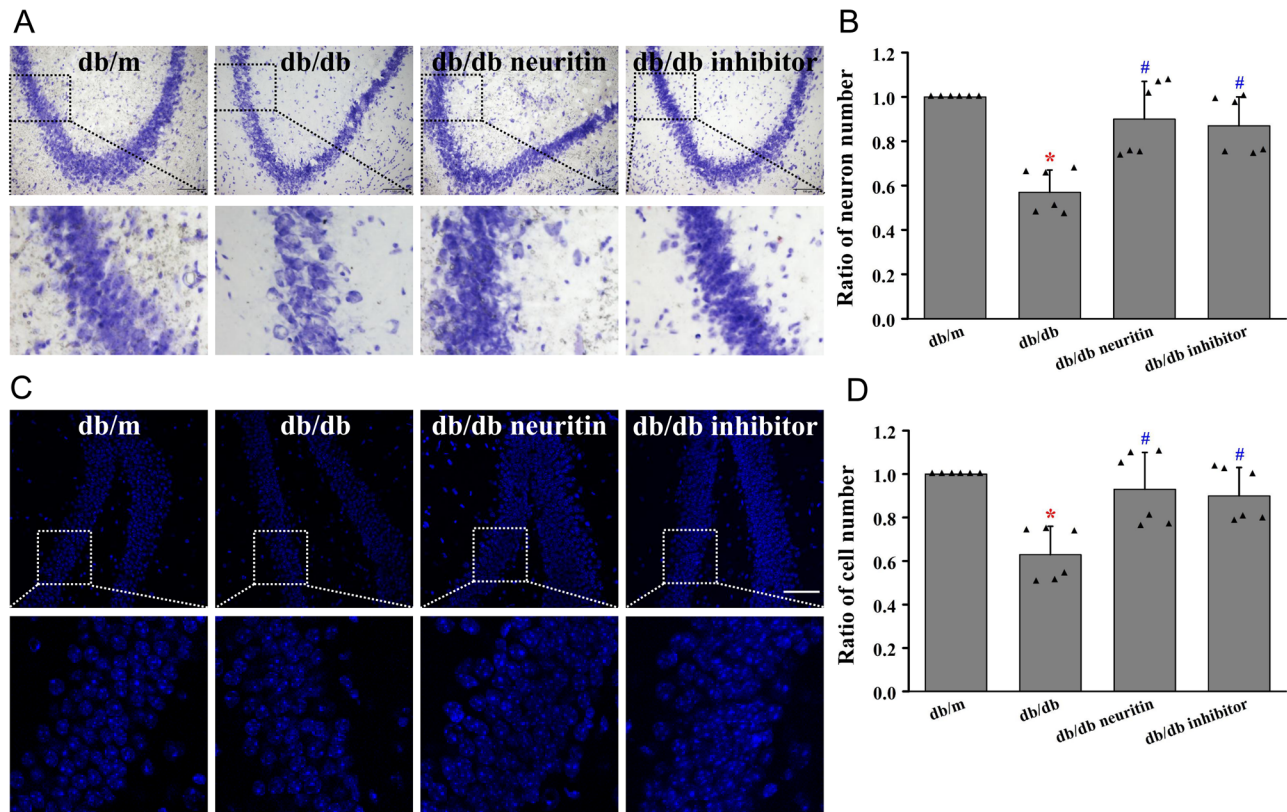 A
db/m
db/db
db/db neuritin
db/db inhibitor
B
Ratio of neuron number
1.2
1.0
0.8
0.6
0.4
0.2
0.0
*
#
#
db/m
db/db
db/db neuritin
db/db inhibitor
C
db/m
db/db
db/db neuritin
db/db inhibitor
D
Ratio of cell number
1.2
1.0
0.8
0.6
0.4
0.2
0.0
*
#
#
db/m
db/db
db/db neuritin
db/db inhibitor